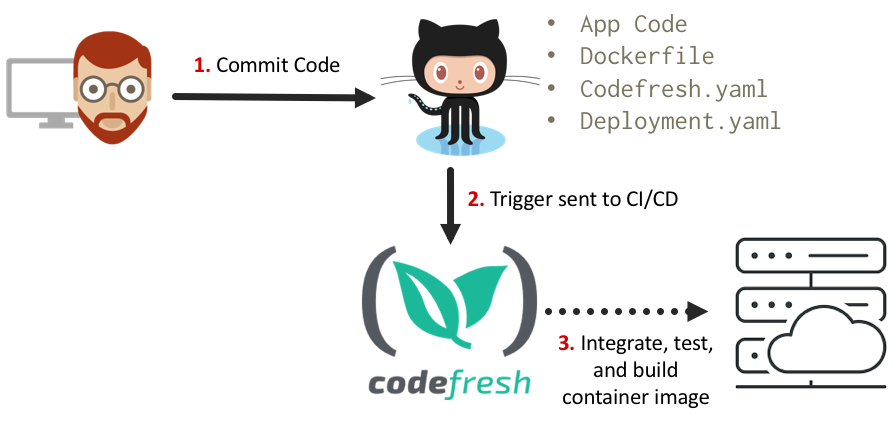 1. Commit Code
• App Code
• Dockerfile
• Codefresh.yaml
• Deployment.yaml
2. Trigger sent to CI/CD
codefresh
3. Integrate, test,
and build
container image